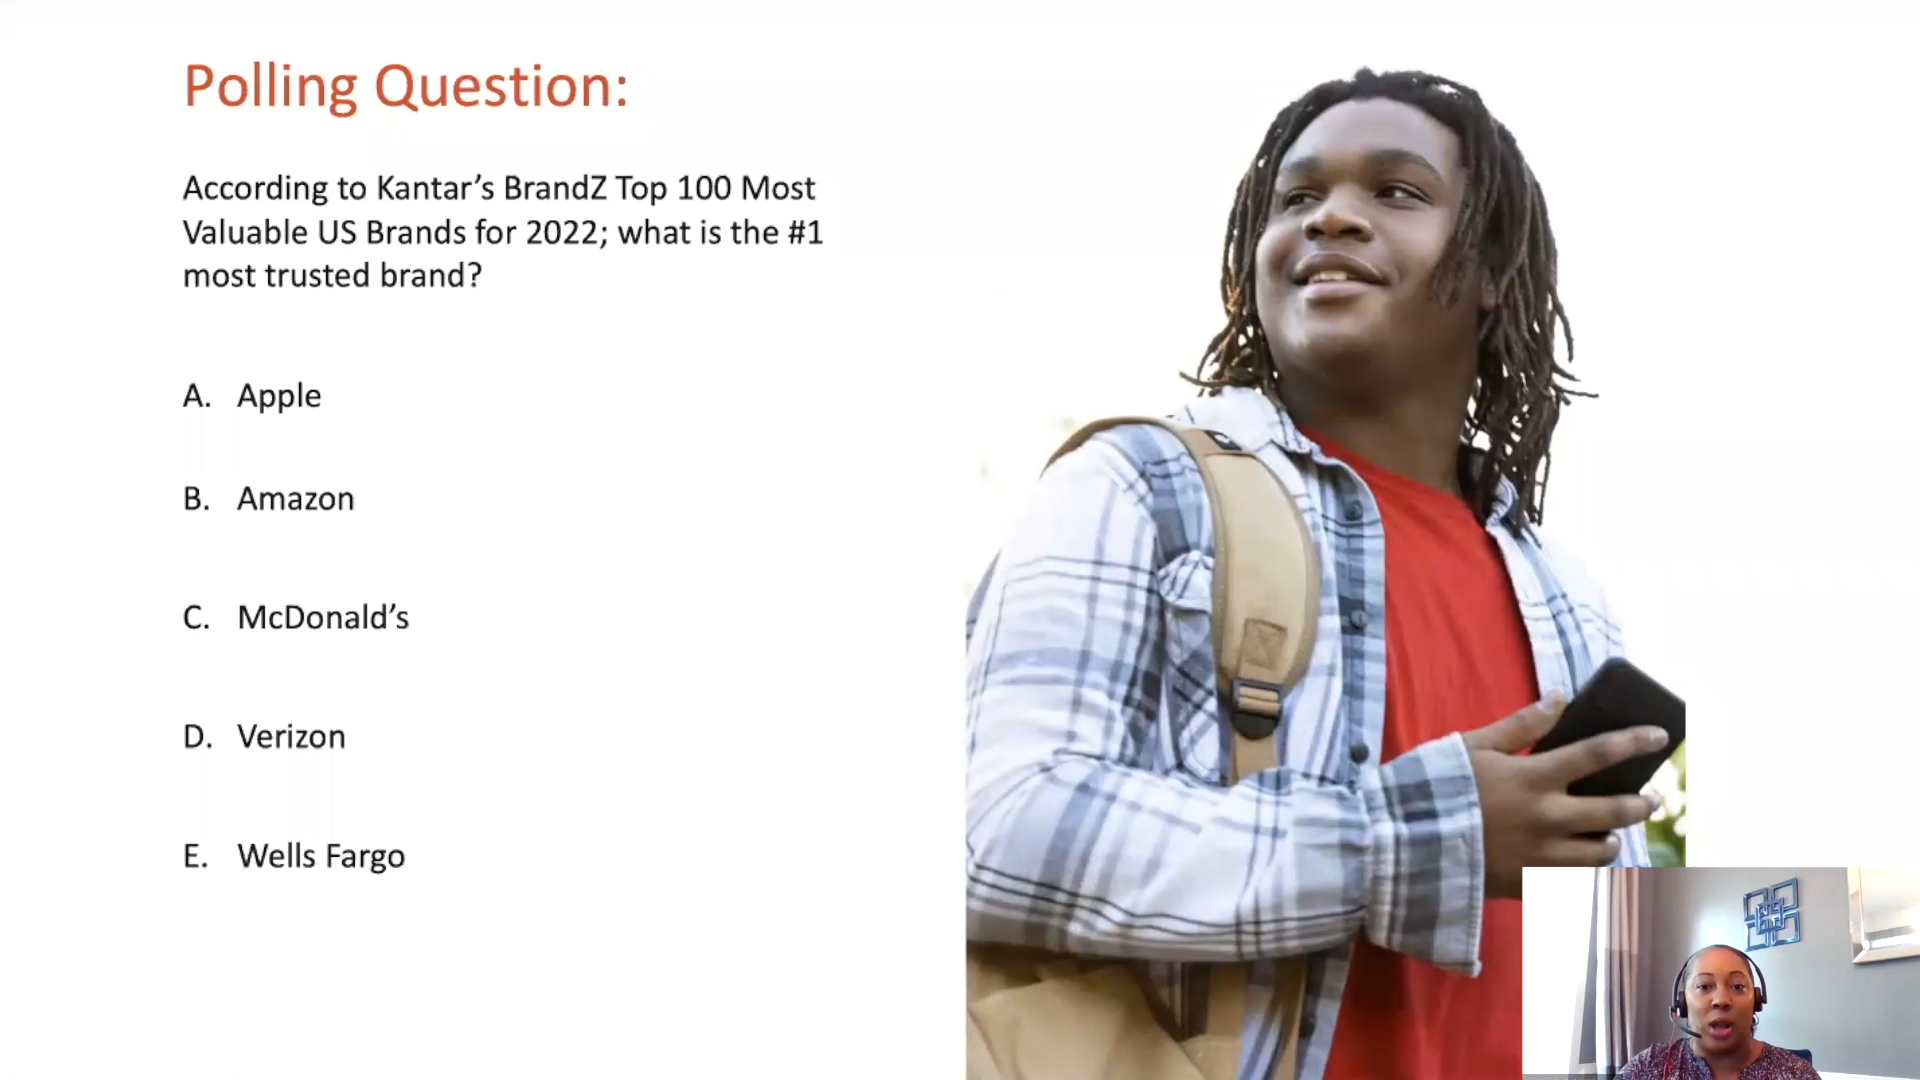 Polling Question:
According to Kantar’s BrandZ Top 100 Most
Valuable US Brands for 2022; what is the #1
most trusted brand?
A. Apple
B. Amazon
C. McDonald’s
D. Verizon
E. Wells Fargo